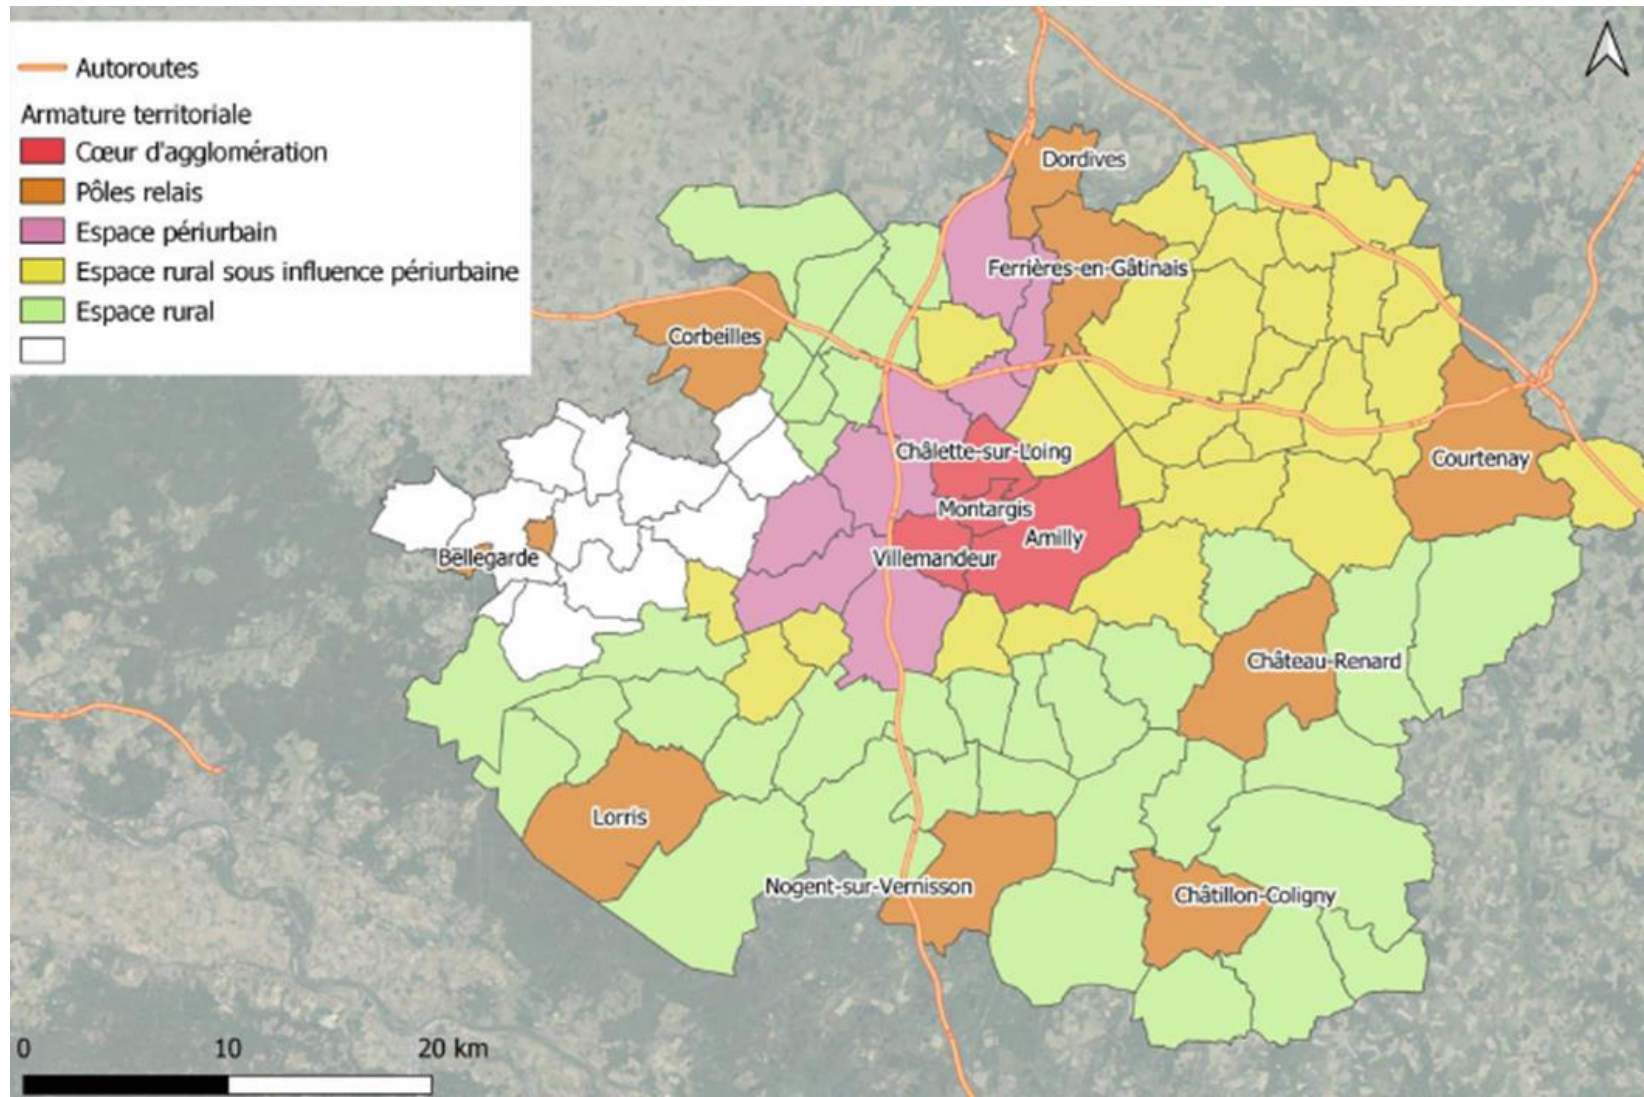 Autoroutes
Armature territoriale
Cœur d'agglomération
Pôles relais
Espace périurbain
Espace rural sous influence périurbaine
Espace rural
Dordives
Ferrières-en-Gâtinais
Corbeilles
Châlette-sur-Loing
Courtenay
Montargis
Amilly
Bellegarde
Villemandeur
Château-Renard
Lorris
Nogent-sur-Vernisson
Châtillon-Coligny
0 10 20 km